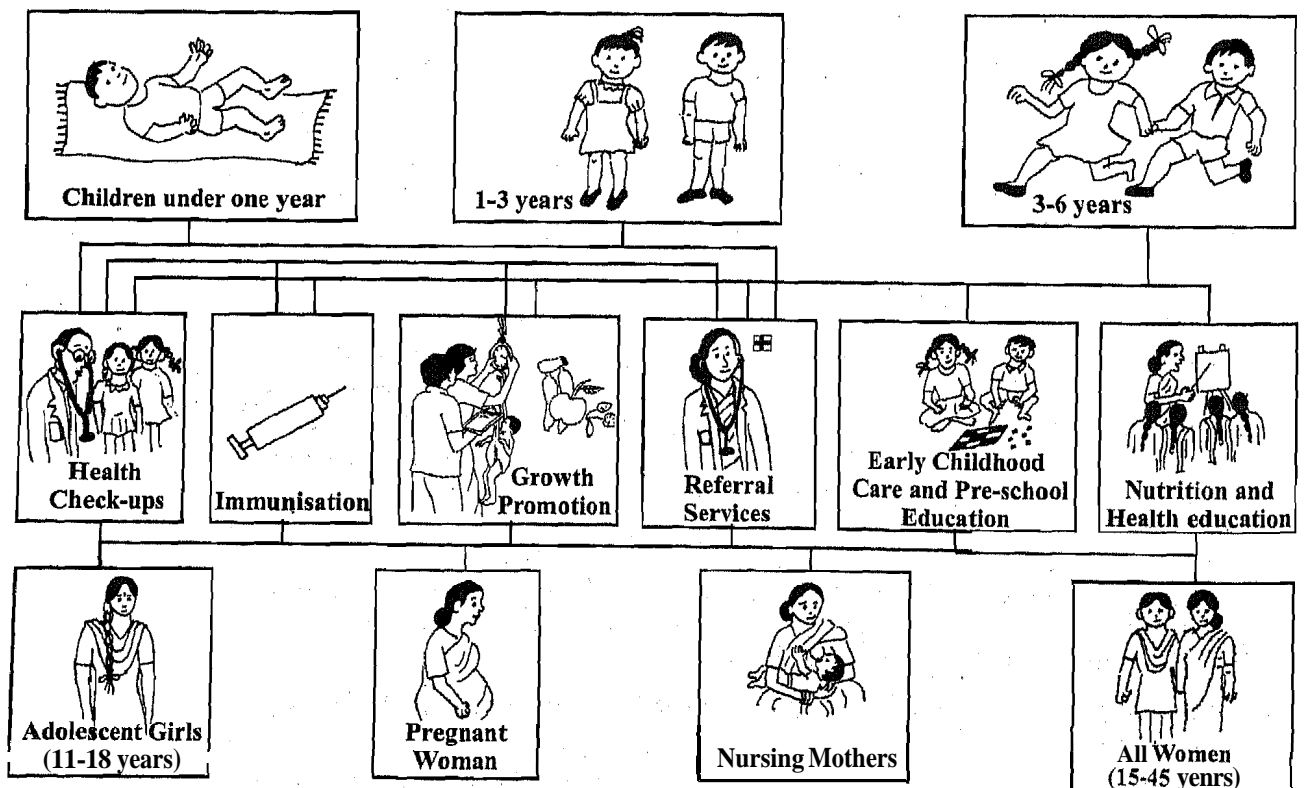 Children under one year
1-3 years
3-6 years
Health
Check-ups
Immunisation
Growth
Promotion
Referral
Services
Early Childhood
Care and Pre-school
Education
Nutrition and
Health education
Adolescent Girls
(11-18 years)
Pregnant
Woman
Nursing Mothers
All Women
(15-45 yenrs)